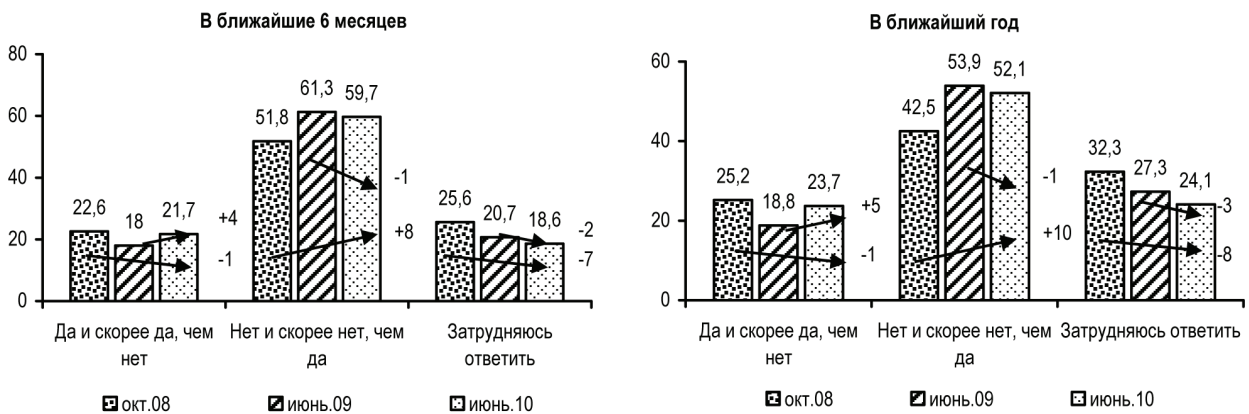 В ближайшие 6 месяцев
80
60
40
20
0
22,6
18
21,7
+4
-1
51,8
61,3
59,7
-1
+8
25,6
20,7
18,6
-2
-7
Да и скорее да, чем
нет
Нет и скорее нет, чем
да
Затрудняюсь
ответить
окт.08
июнь.09
июнь.10
В ближайший год
60
40
20
0
25,2
18,8
23,7
+5
-1
42,5
53,9
52,1
-1
+10
32,3
27,3
24,1
-3
-8
Да и скорее да, чем
нет
Нет и скорее нет, чем
да
Затрудняюсь ответить
окт.08
июнь.09
июнь.10